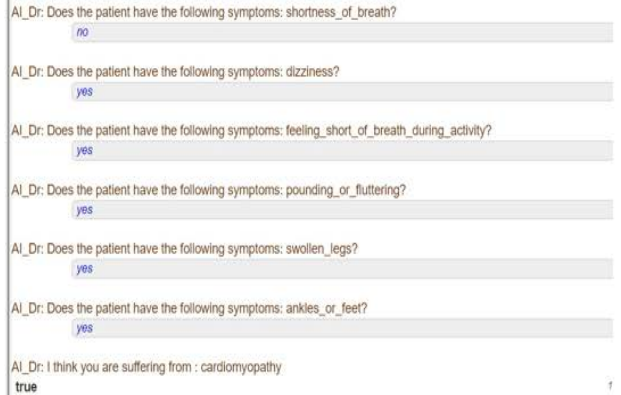 AI_Dr: Does the patient have the following symptoms: shortness_of_breath?
no
AI_Dr: Does the patient have the following symptoms: dizziness?
yes
AI_Dr: Does the patient have the following symptoms: feeling_short_of_breath_during_activity?
yes
AI_Dr: Does the patient have the following symptoms: pounding_or_fluttering?
yes
AI_Dr: Does the patient have the following symptoms: swollen_legs?
yes
AI_Dr: Does the patient have the following symptoms: ankles_or_feet?
yes
AI_Dr: I think you are suffering from : cardiomyopathy
true 1